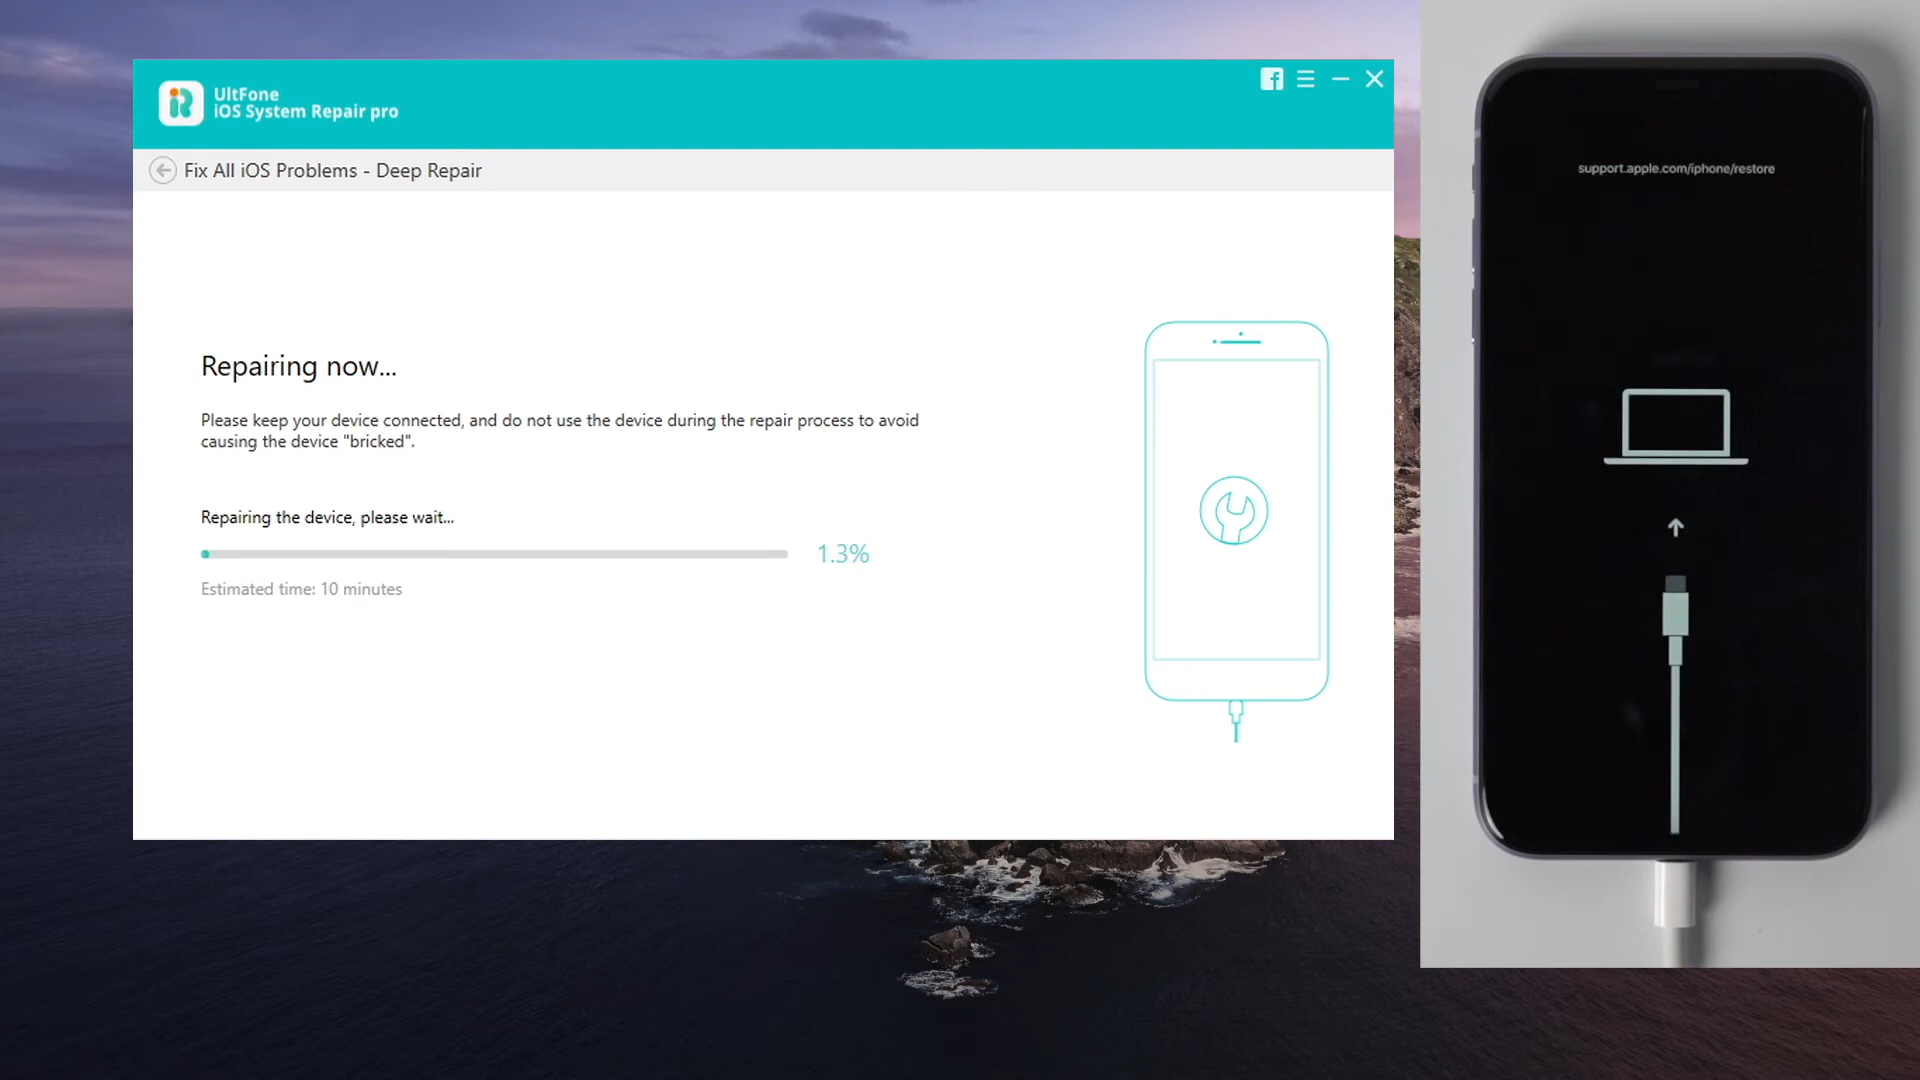 UltFone
iOS System Repair pro
Fix All iOS Problems - Deep Repair
Repairing now...
Please keep your device connected, and do not use the device during the repair process to avoid
causing the device "bricked".
Repairing the device, please wait...
1.3%
Estimated time: 10 minutes
support.apple.com/iphone/restore